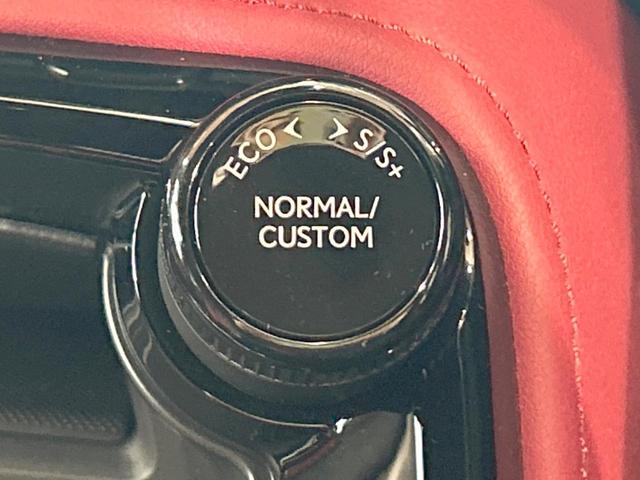 ECO < > S/S+
NORMAL/
CUSTOM